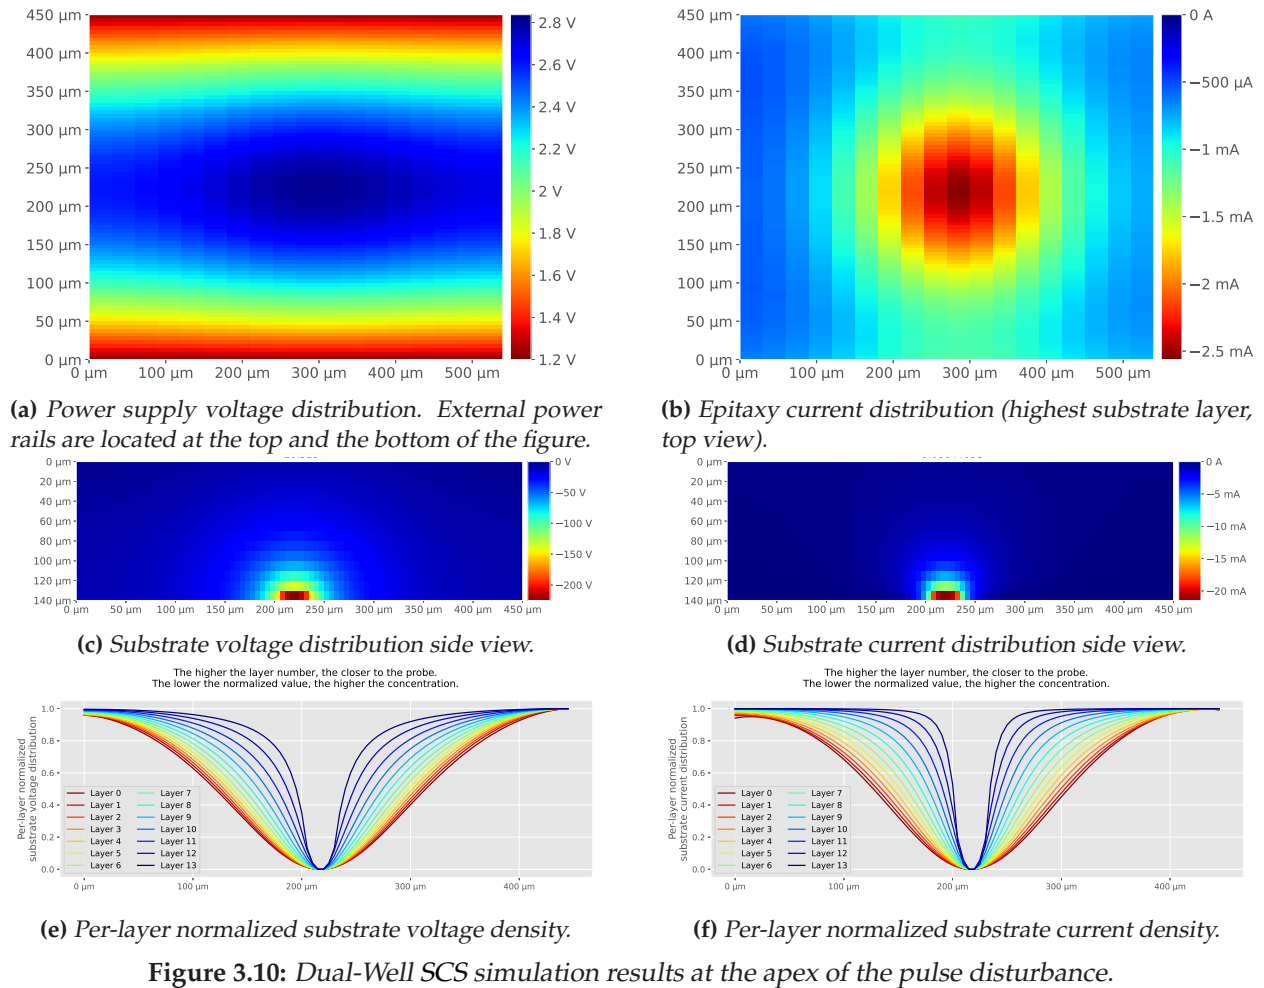 450 µm
400 µm
350 µm
300 µm
250 µm
200 µm
150 µm
100 µm
50 µm
0 µm
0 µm 100 µm 200 µm 300 µm 400 µm 500 µm
2.8 V
2.6 V
2.4 V
2.2 V
2 V
1.8 V
1.6 V
1.4 V
1.2 V
450 µm
400 µm
350 µm
300 µm
250 µm
200 µm
150 µm
100 µm
50 µm
0 µm
0 µm 100 µm 200 µm 300 µm 400 µm 500 µm
0 A
−500 µA
−1 mA
−1.5 mA
−2 mA
−2.5 mA
(a) Power supply voltage distribution. External power
rails are located at the top and the bottom of the figure.
(b) Epitaxy current distribution (highest substrate layer,
top view).
0 µm
20 µm
40 µm
60 µm
80 µm
100 µm
120 µm
140 µm
0 µm 50 µm 100 µm 150 µm 200 µm 250 µm 300 µm 350 µm 400 µm 450 µm
0 V
−50 V
−100 V
−150 V
−200 V
0 µm
20 µm
40 µm
60 µm
80 µm
100 µm
120 µm
140 µm
0 µm 50 µm 100 µm 150 µm 200 µm 250 µm 300 µm 350 µm 400 µm 450 µm
0 A
−5 mA
−10 mA
−15 mA
−20 mA
(c) Substrate voltage distribution side view.
(d) Substrate current distribution side view.
The higher the layer number, the closer to the probe.
The lower the normalized value, the higher the concentration.
Per-layer normalized
substrate voltage distribution
1.0
0.8
0.6
0.4
0.2
0.0
Layer 0 Layer 7
Layer 1 Layer 8
Layer 2 Layer 9
Layer 3 Layer 10
Layer 4 Layer 11
Layer 5 Layer 12
Layer 6 Layer 13
0 µm 100 µm 200 µm 300 µm 400 µm
The higher the layer number, the closer to the probe.
The lower the normalized value, the higher the concentration.
Per-layer normalized
substrate current distribution
1.0
0.8
0.6
0.4
0.2
0.0
Layer 0 Layer 7
Layer 1 Layer 8
Layer 2 Layer 9
Layer 3 Layer 10
Layer 4 Layer 11
Layer 5 Layer 12
Layer 6 Layer 13
0 µm 100 µm 200 µm 300 µm 400 µm
(e) Per-layer normalized substrate voltage density.
(f) Per-layer normalized substrate current density.
Figure 3.10: Dual-Well SCS simulation results at the apex of the pulse disturbance.